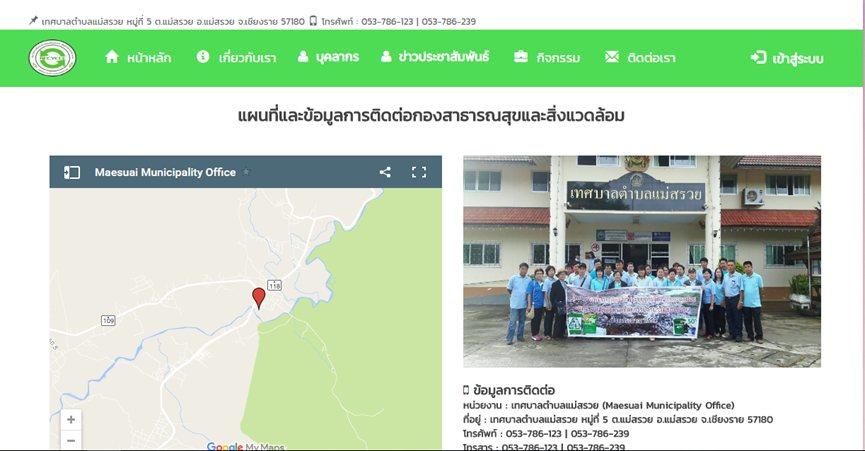 เทศบาลตำบลแม่สรวย หมู่ที่ 5 ต.แม่สรวย อ.แม่สรวย จ.เชียงราย 57180 โทรศัพท์ : 053-786-123 | 053-786-239
หน้าหลัก เกี่ยวกับเรา บุคลากร ข่าวประชาสัมพันธ์ กิจกรรม ติดต่อเรา เข้าสู่ระบบ
แผนที่และข้อมูลการติดต่อกองสาธารณสุขและสิ่งแวดล้อม
Maesuai Municipality Office
เทศบาลตำบลแม่สรวย
118
109
Google My Maps
ข้อมูลการติดต่อ
หน่วยงาน : เทศบาลตำบลแม่สรวย (Maesuai Municipality Office)
ที่อยู่ : เทศบาลตำบลแม่สรวย หมู่ที่ 5 ต.แม่สรวย อ.แม่สรวย จ.เชียงราย 57180
โทรศัพท์ : 053-786-123 | 053-786-239
โทรสาร : 053-786-123 | 053-786-239